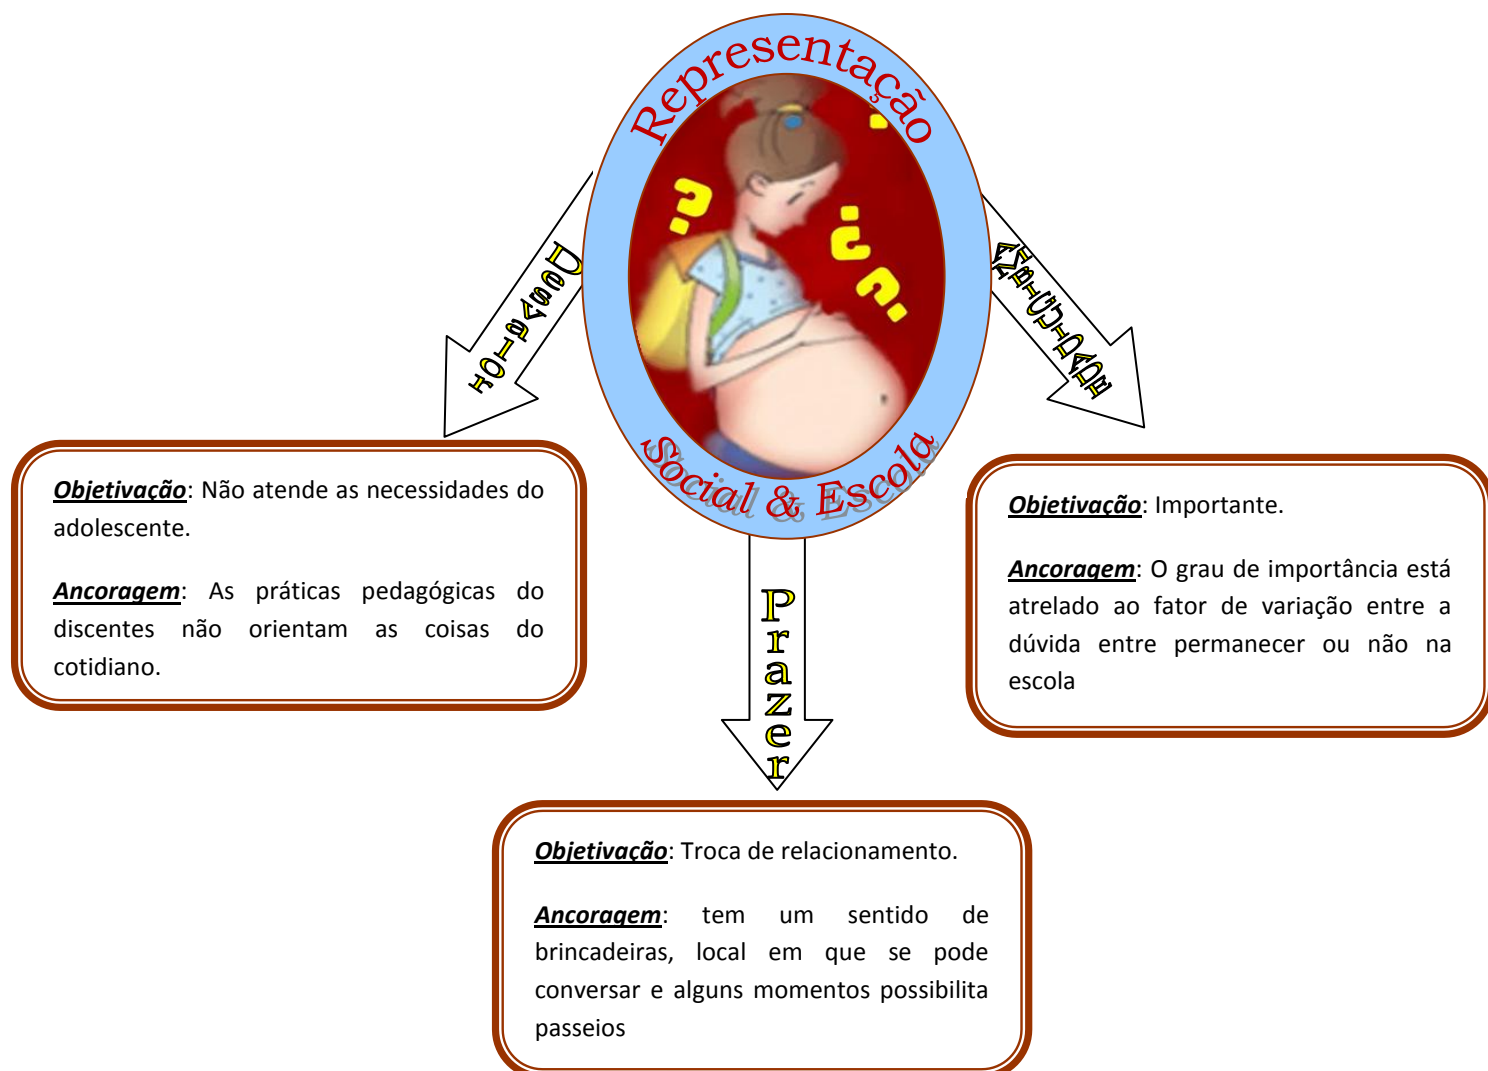 Representação
Social & Escola
Desvalor
AMBIGÜIDADE
Prazer
Objetivação: Não atende as necessidades do
adolescente.
Ancoragem: As práticas pedagógicas do
discentes não orientam as coisas do
cotidiano.
Objetivação: Importante.
Ancoragem: O grau de importância está
atrelado ao fator de variação entre a
dúvida entre permanecer ou não na
escola
Objetivação: Troca de relacionamento.
Ancoragem: tem um sentido de
brincadeiras, local em que se pode
conversar e alguns momentos possibilita
passeios